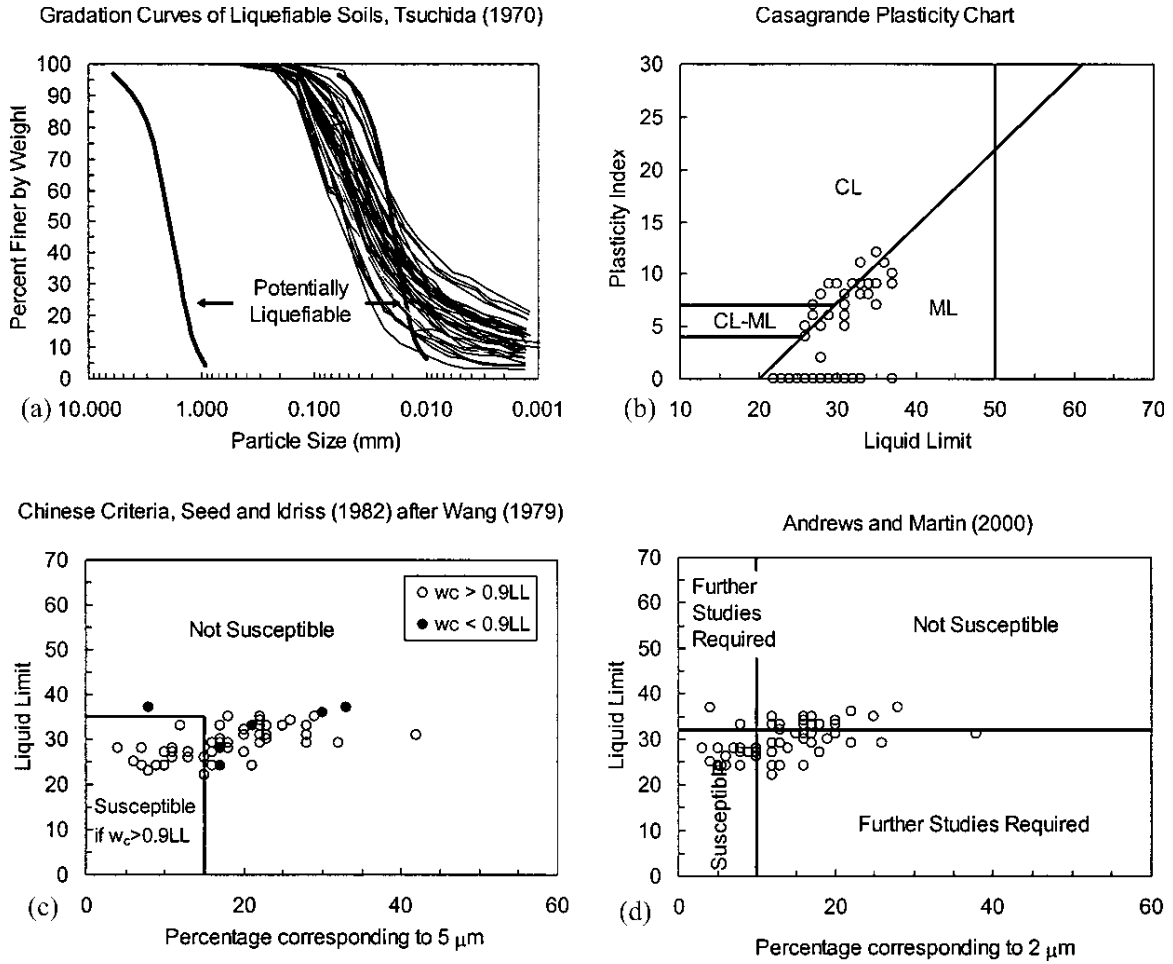 Gradation Curves of Liquefiable Soils, Tsuchida (1970)
100
90
80
70
60
50
40
30
20
10
0
Percent Finer by Weight
Potentially
Liquefiable
10.000
1.000
0.100
0.010
0.001
Particle Size (mm)
(a)
Casagrande Plasticity Chart
30
25
20
15
10
5
0
Plasticity Index
CL
CL-ML
ML
10
20
30
40
50
60
70
Liquid Limit
(b)
Chinese Criteria, Seed and Idriss (1982) after Wang (1979)
70
60
50
40
30
20
10
0
Liquid Limit
wc > 0.9LL
wc < 0.9LL
Not Susceptible
Susceptible
if wc>0.9LL
0
20
40
60
Percentage corresponding to 5 μm
(c)
Andrews and Martin (2000)
70
60
50
40
30
20
10
0
Liquid Limit
Further
Studies
Required
Not Susceptible
Susceptible
Further Studies Required
0
20
40
60
Percentage corresponding to 2 μm
(d)